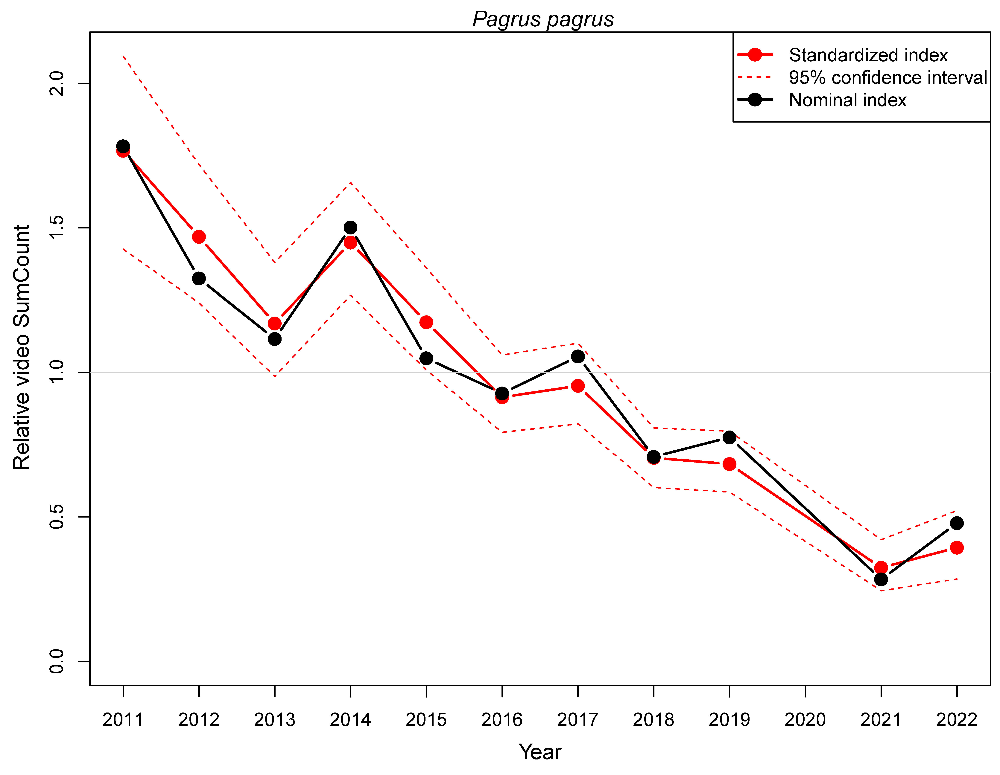 Pagrus pagrus
Standardized index
95% confidence interval
Nominal index
Relative video SumCount
2.0
1.5
1.0
0.5
0.0
2011 2012 2013 2014 2015 2016 2017 2018 2019 2020 2021 2022
Year